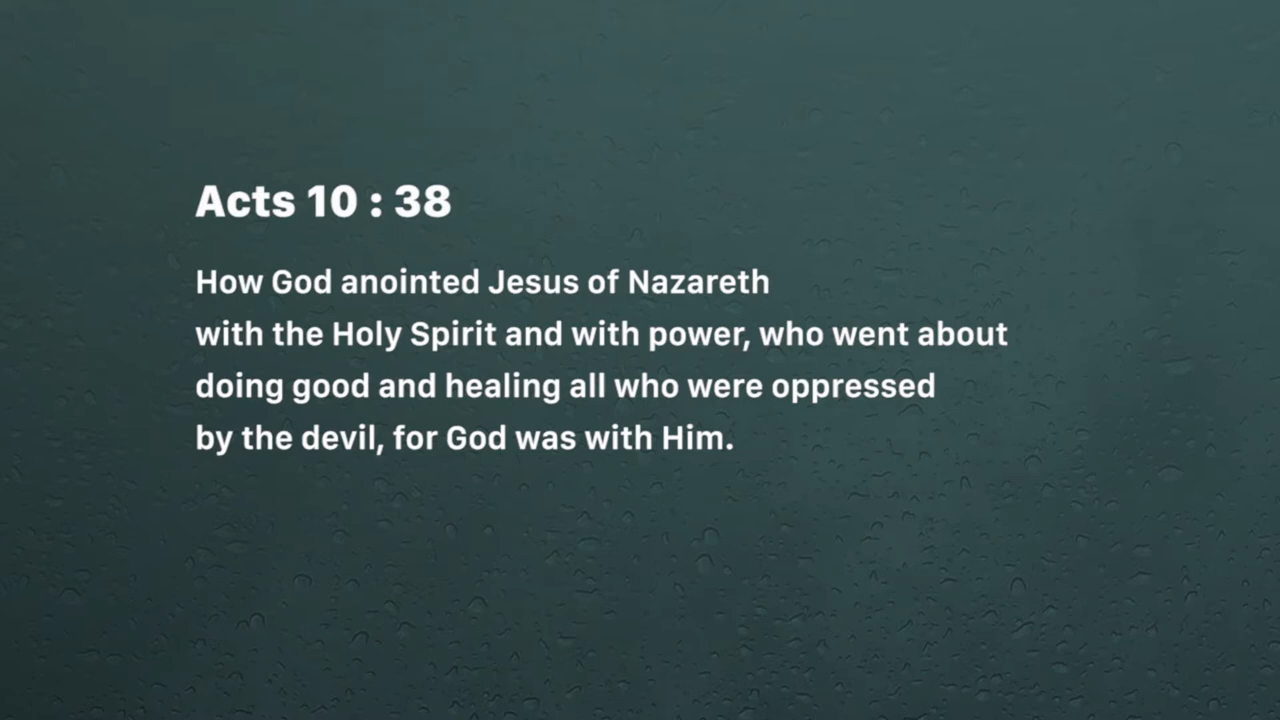 Acts 10 : 38
How God anointed Jesus of Nazareth
with the Holy Spirit and with power, who went about
doing good and healing all who were oppressed
by the devil, for God was with Him.